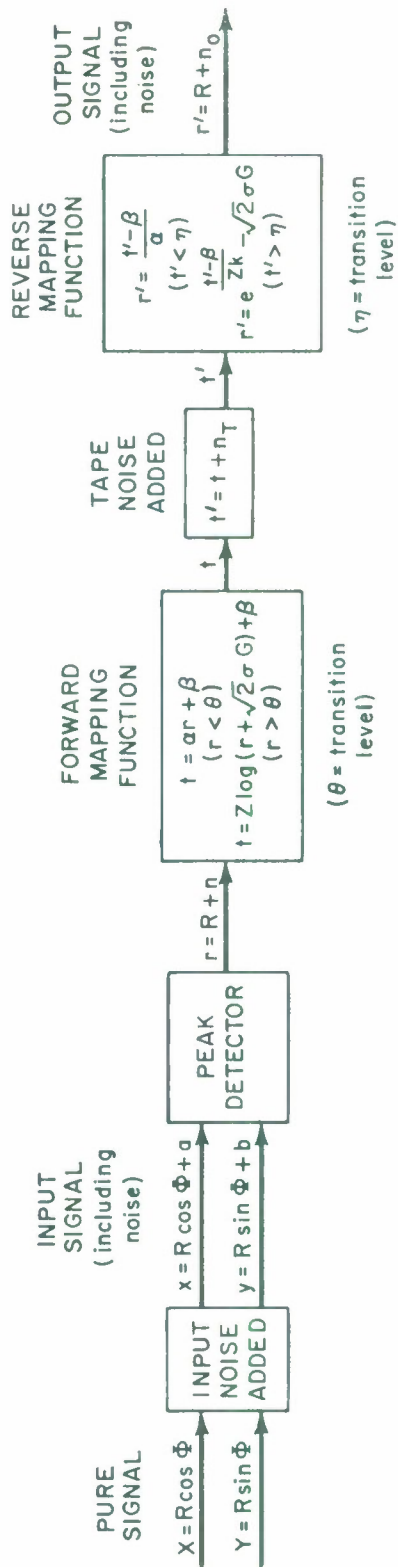 PURE
SIGNAL
X = R cos Φ
Y = R sin Φ
INPUT
NOISE
ADDED
INPUT
SIGNAL
(including
noise)
x = R cos Φ + a
y = R sin Φ + b
PEAK
DETECTOR
r = R + n
FORWARD
MAPPING
FUNCTION
t = αr + β
(r < θ)
t = Z log (r + √2 σ G) + β
(r > θ)
(θ = transition
level)
t
TAPE
NOISE
ADDED
t' = t + n_T
t'
REVERSE
MAPPING
FUNCTION
r' = (t' - β)/α
(t' < η)
r' = e^((t' - β)/Zk) - √2 σ G
(t' > η)
(η = transition
level)
OUTPUT
SIGNAL
(including
noise)
r' = R + n_o